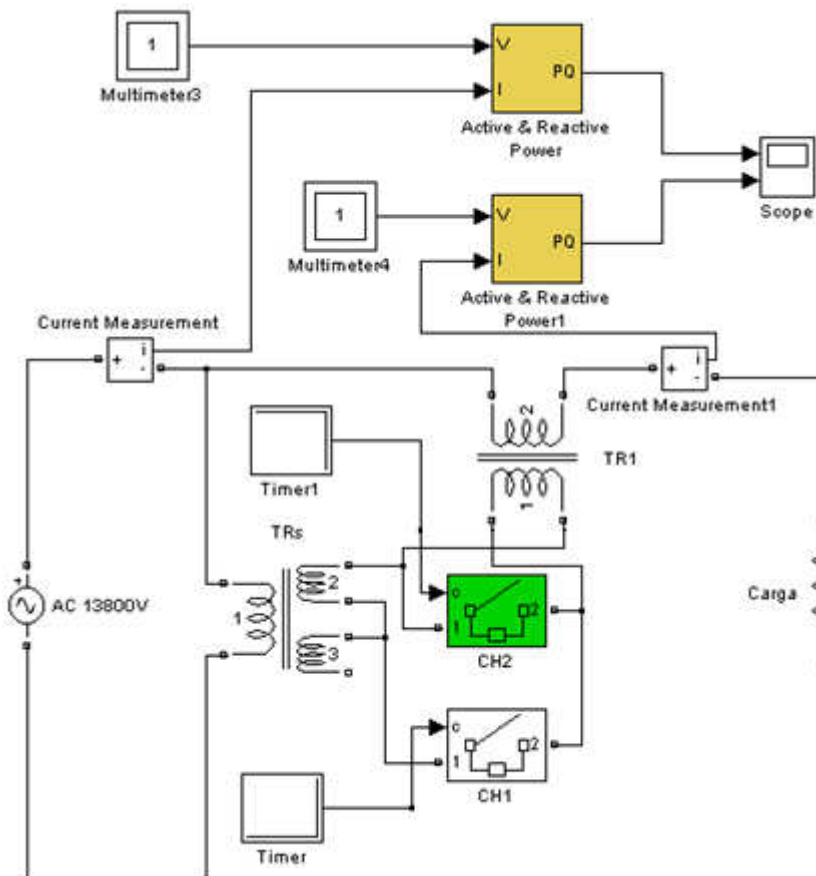 1
Multimeter3
V
I
PQ
Active & Reactive
Power
1
Multimeter4
V
I
PQ
Active & Reactive
Power1
Scope
Current Measurement
+
i
-
+
i
-
Current Measurement1
2
1
TR1
Timer1
TRs
1
2
3
AC 13800V
+
c
1
2
CH2
Carga
c
1
2
CH1
Timer